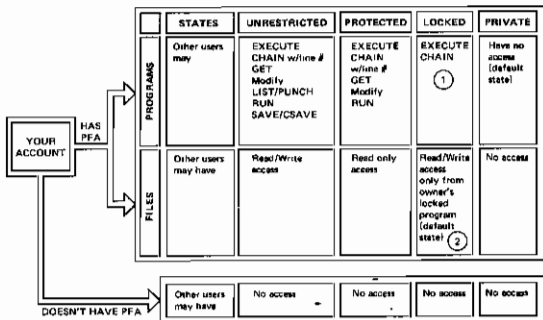 STATES UNRESTRICTED PROTECTED LOCKED PRIVATE
PROGRAMS
Other users
may
EXECUTE
CHAIN w/line #
GET
Modify
LIST/PUNCH
RUN
SAVE/CSAVE
EXECUTE
CHAIN
w/line #
GET
Modify
RUN
EXECUTE
CHAIN
1
Have no
access
(default
state)
YOUR
ACCOUNT
HAS
PFA
FILES
Other users
may have
Read/Write
access
Read only
access
Read/Write
access
only from
owner's
locked
program
(default
state)
2
No access
DOESN'T HAVE PFA
Other users
may have
No access
No access
No access
No access